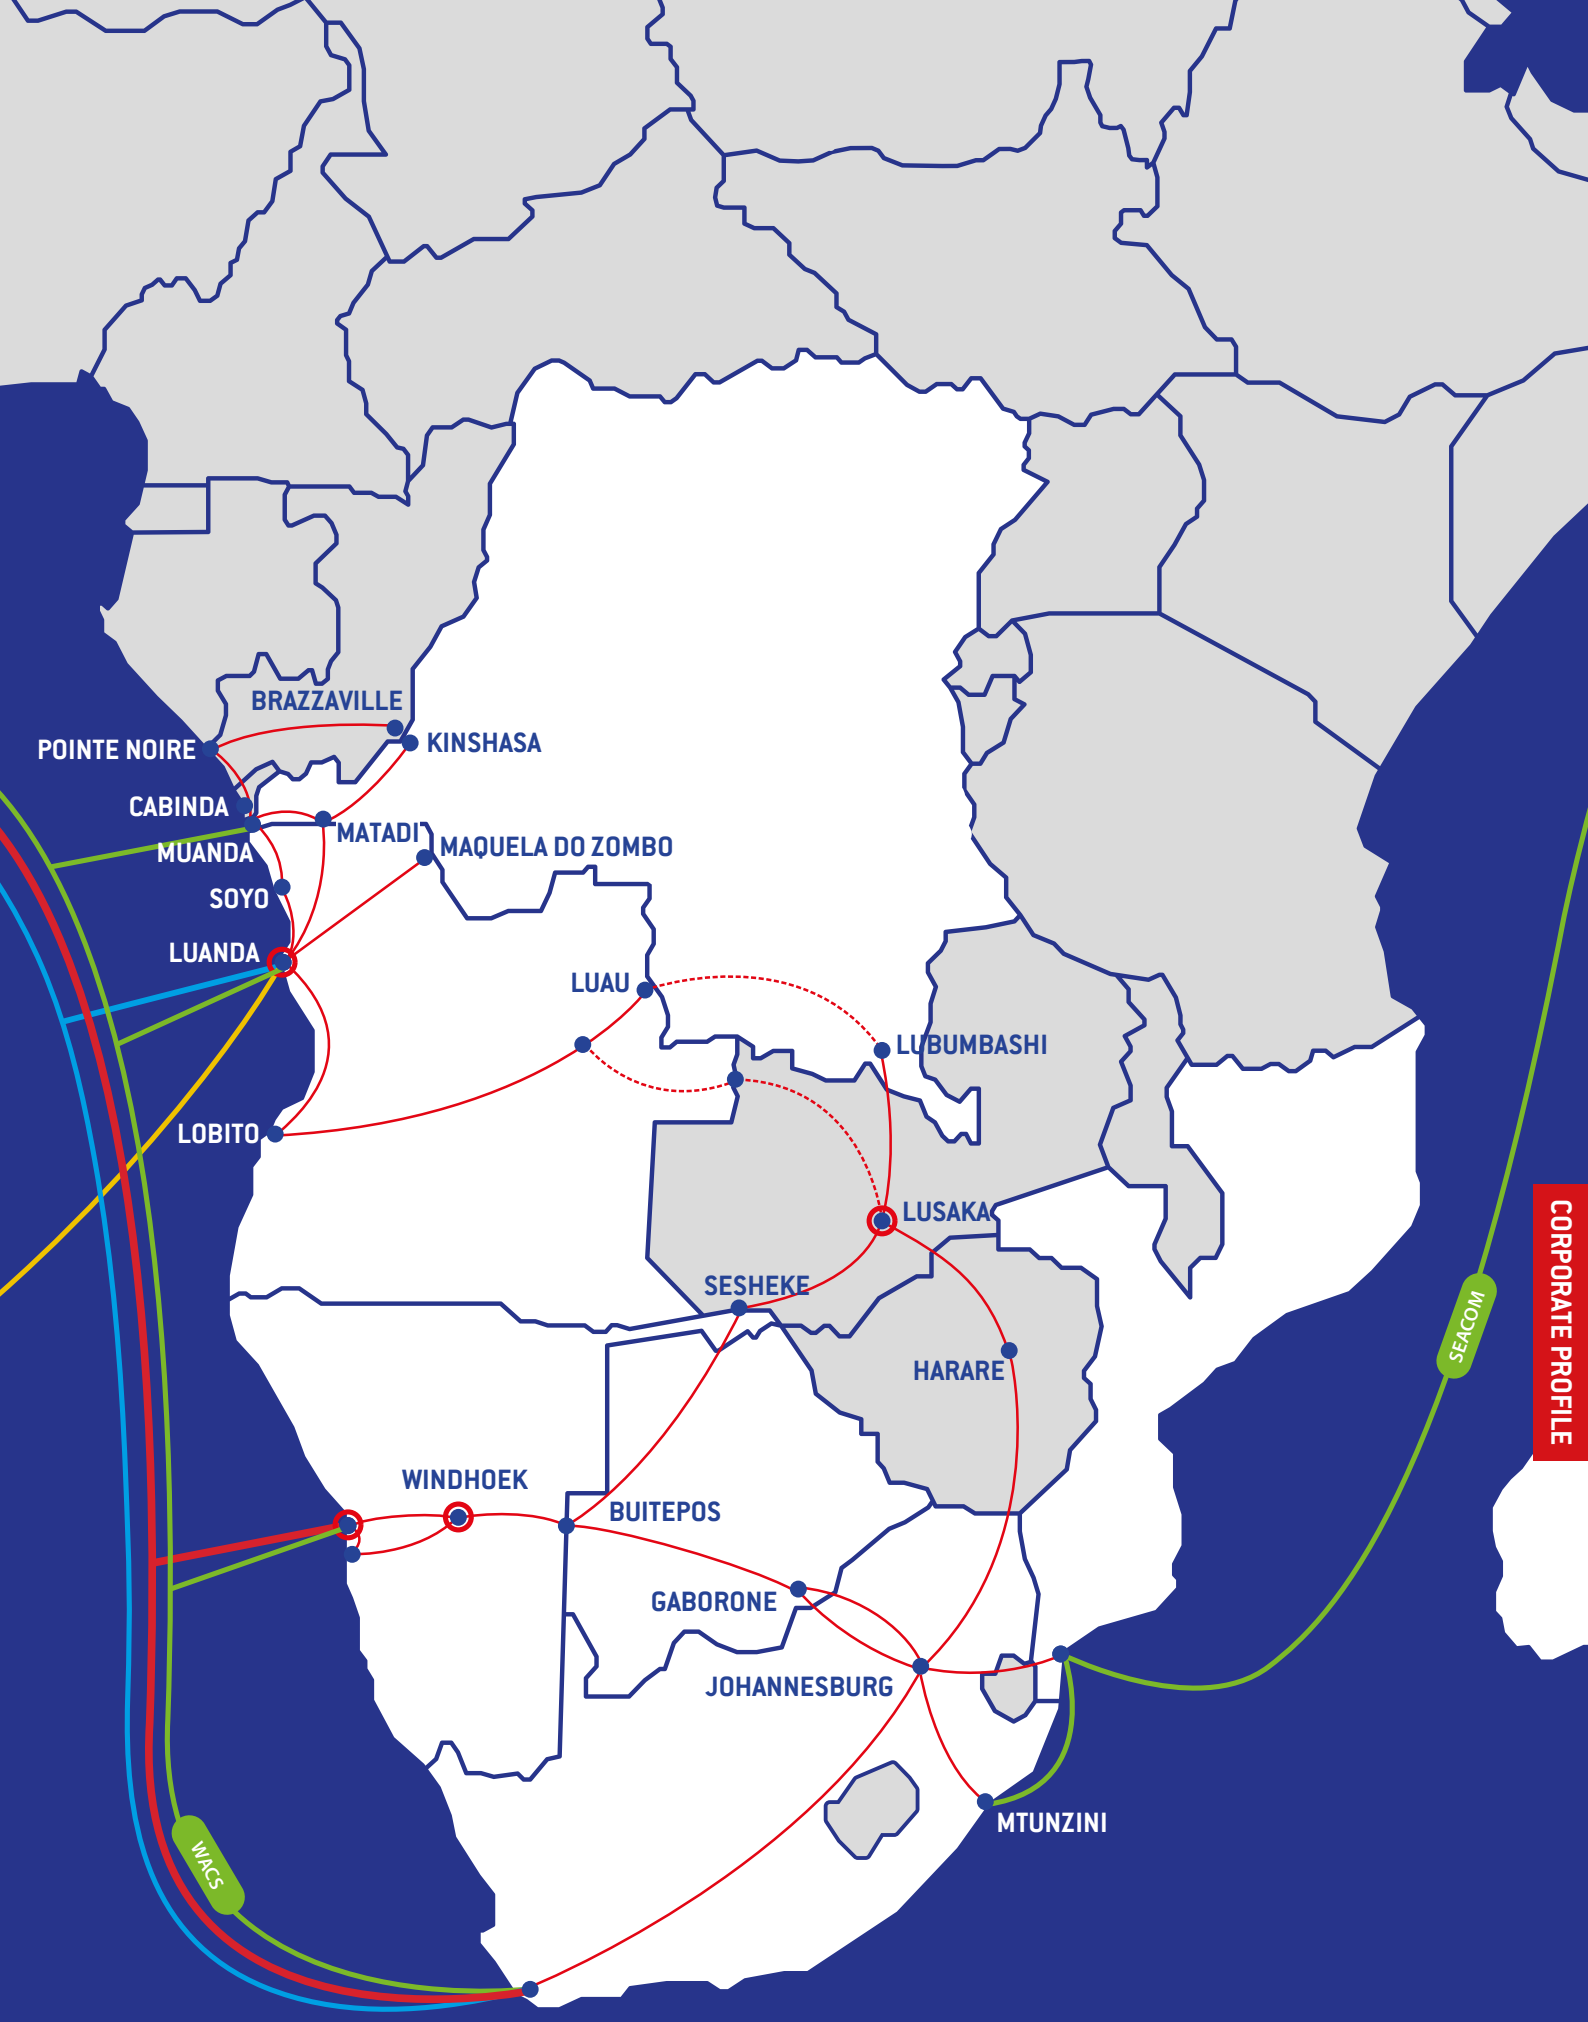 BRAZZAVILLE
POINTE NOIRE
KINSHASA
CABINDA
MATADI
MUANDA
MAQUELA DO ZOMBO
SOYO
LUANDA
LUAU
LUBUMBASHI
LOBITO
LUSAKA
CORPORATE PROFILE
SESHEKE
SEACOM
HARARE
WINDHOEK
BUITEPOS
GABORONE
JOHANNESBURG
MTUNZINI
WACS